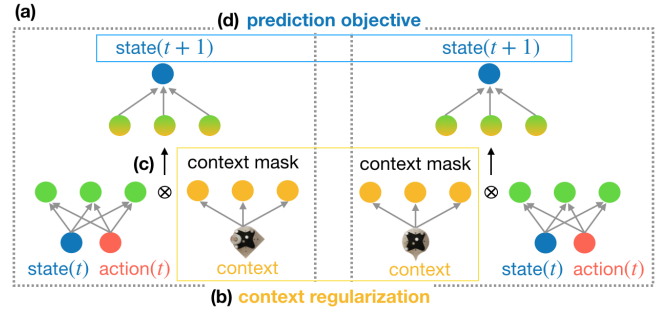 (a)
(d) prediction objective
state(t + 1)
state(t + 1)
(c)
context mask
context mask
⊗
⊗
state(t)
action(t)
context
context
state(t)
action(t)
(b) context regularization